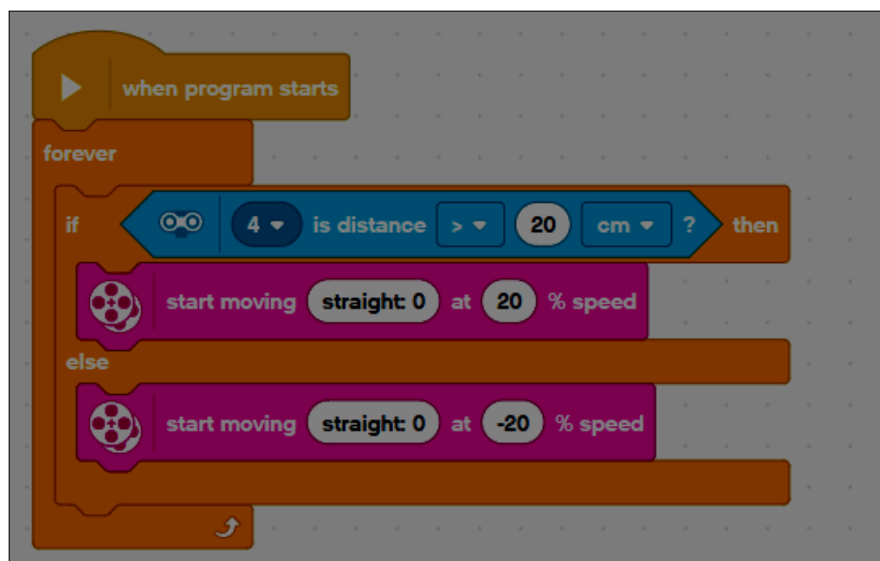 when program starts
forever
if 4 is distance > 20 cm ? then
start moving straight: 0 at 20 % speed
else
start moving straight: 0 at -20 % speed